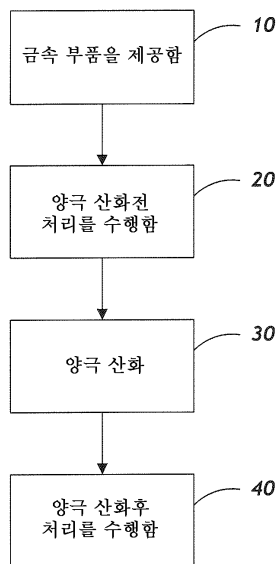 금속 부품을 제공함
10
양극 산화전
처리를 수행함
20
양극 산화
30
양극 산화후
처리를 수행함
40